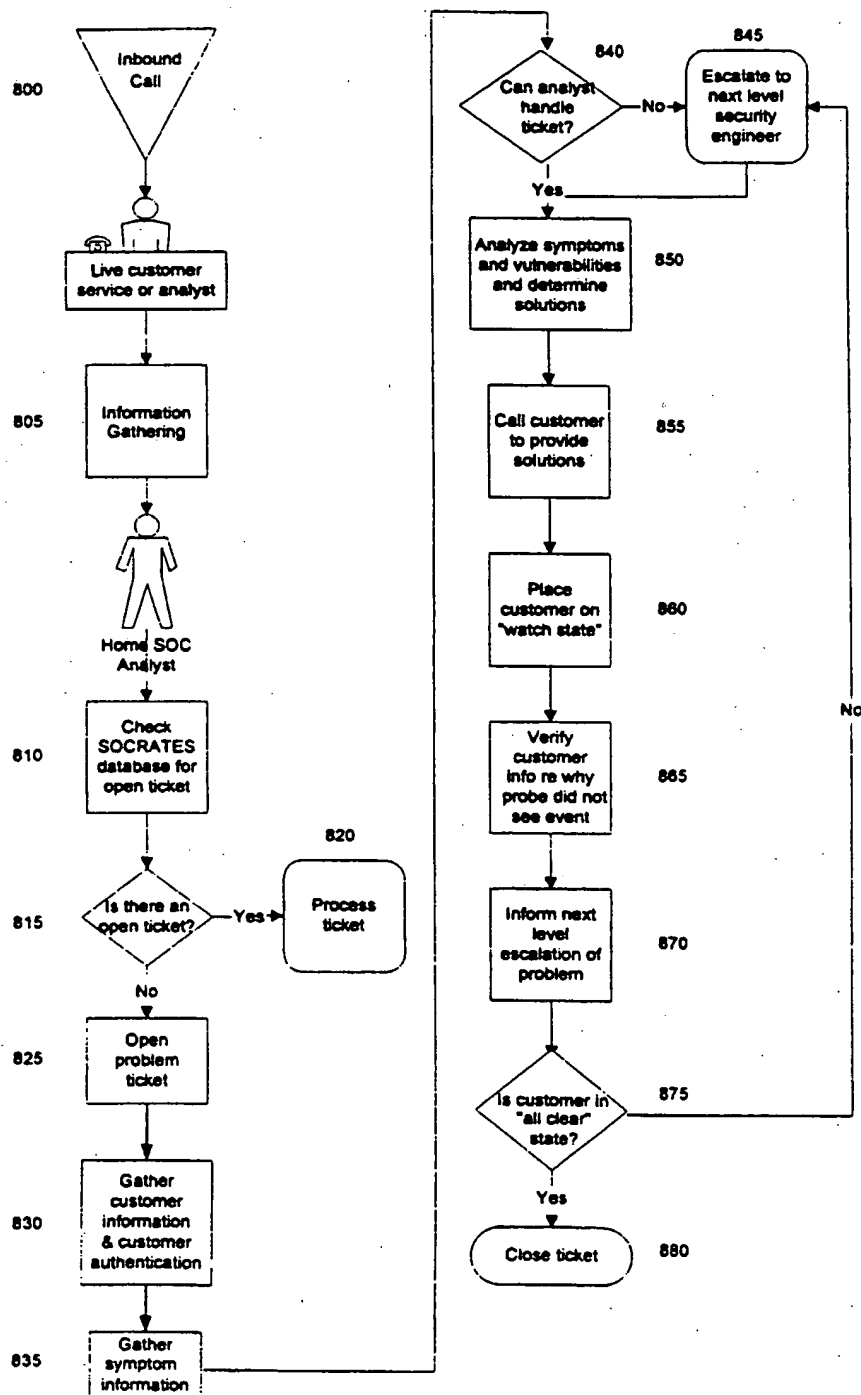 800
Inbound
Call
Live customer
service or analyst
805
Information
Gathering
Home SOC
Analyst
810
Check
SOCRATES
database for
open ticket
815
Is there an
open ticket?
Yes
820
Process
ticket
No
825
Open
problem
ticket
830
Gather
customer
information
& customer
authentication
835
Gather
symptom
information
840
Can analyst
handle
ticket?
No
845
Escalate to
next level
security
engineer
Yes
Analyze symptoms
and vulnerabilities
and determine
solutions
850
Call customer
to provide
solutions
855
Place
customer on
"watch state"
860
Verify
customer
info re why
probe did not
see event
865
Inform next
level
escalation of
problem
870
Is customer in
"all clear"
state?
875
No
Yes
Close ticket
880